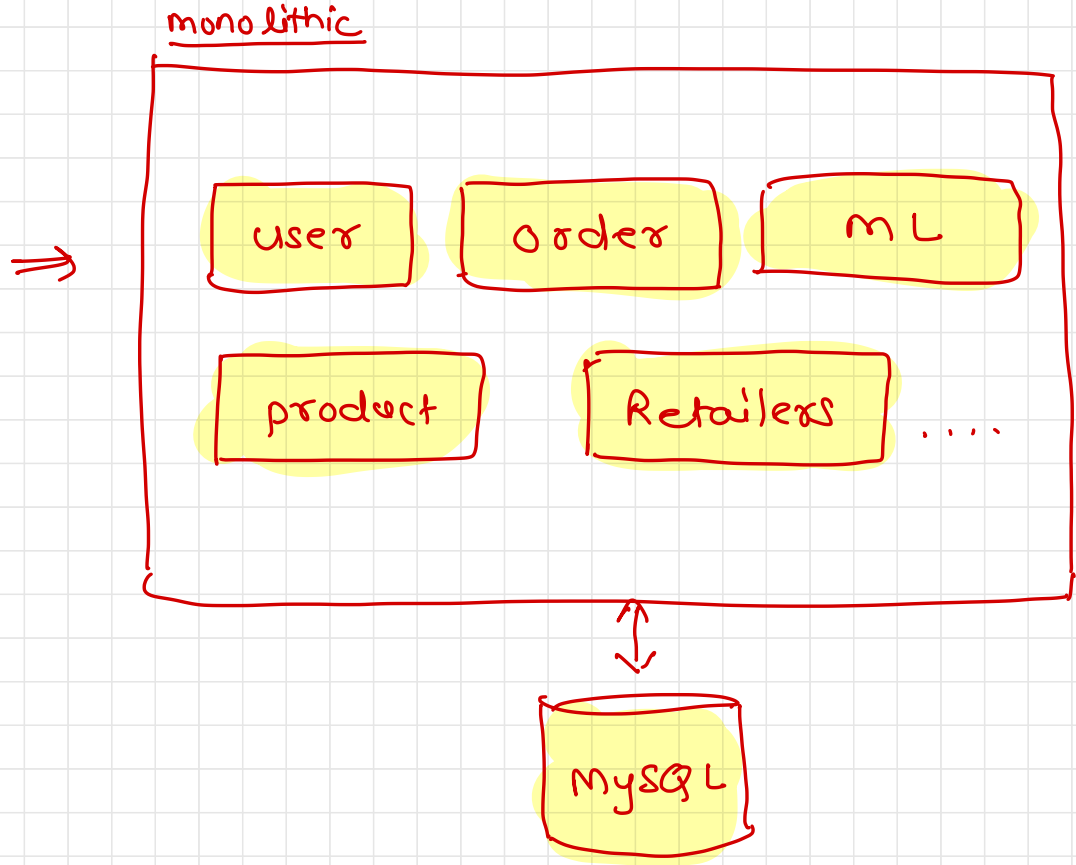 monolithic
user
order
ML
product
Retailers
.....
MySQL